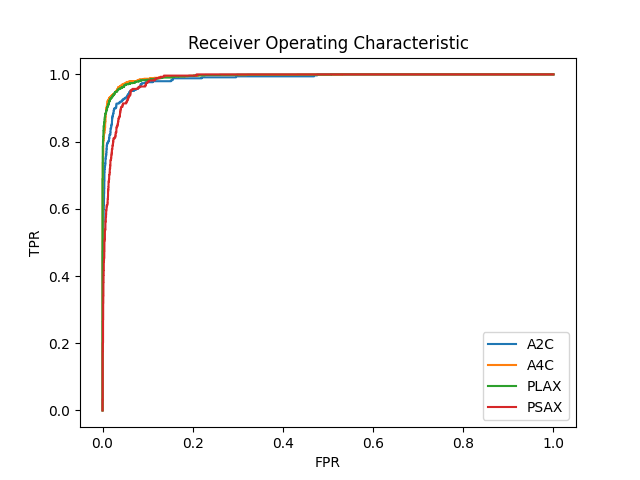 Receiver Operating Characteristic
TPR
1.0
0.8
0.6
0.4
0.2
0.0
0.0 0.2 0.4 0.6 0.8 1.0
FPR
A2C
A4C
PLAX
PSAX